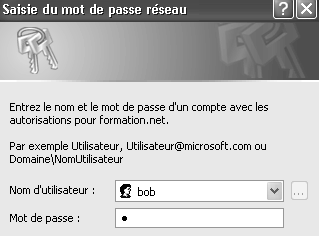 Saisie du mot de passe réseau
Entrez le nom et le mot de passe d'un compte avec les
autorisations pour formation.net.
Par exemple Utilisateur, Utilisateur@microsoft.com ou
Domaine\NomUtilisateur
Nom d'utilisateur : bob ...
Mot de passe : •